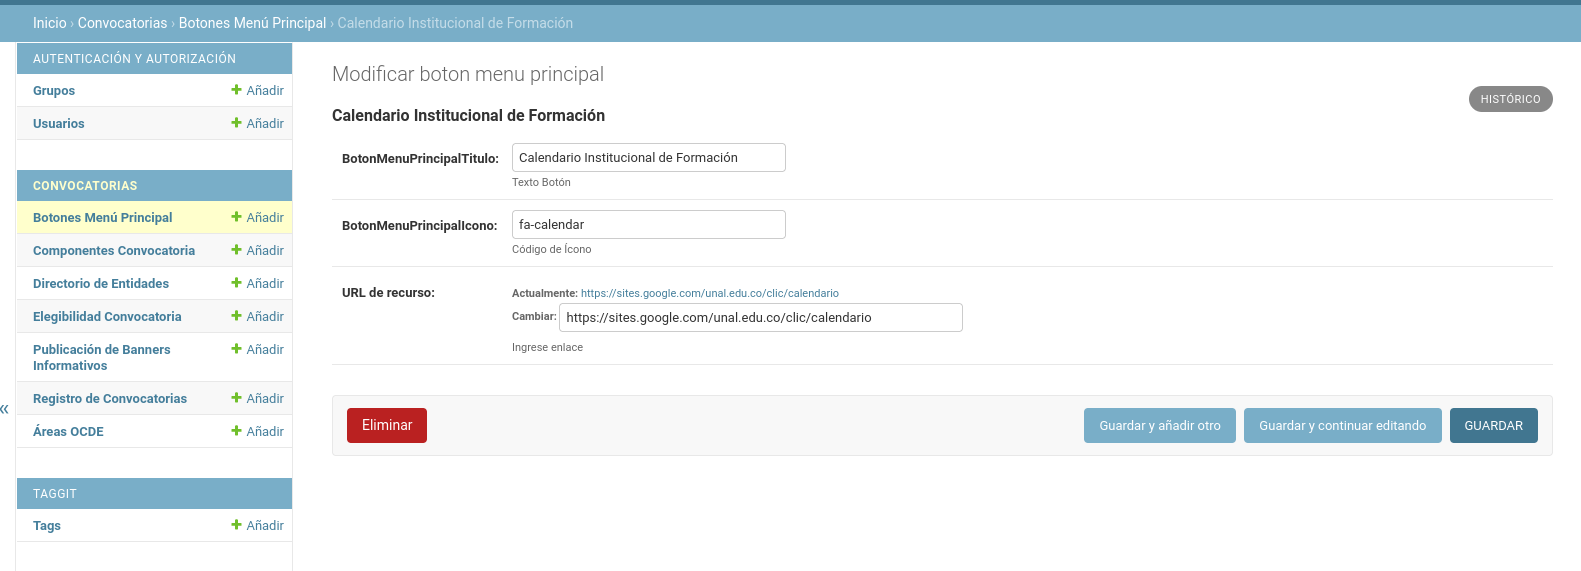 Inicio › Convocatorias › Botones Menú Principal › Calendario Institucional de Formación
AUTENTICACIÓN Y AUTORIZACIÓN
Grupos + Añadir
Usuarios + Añadir
CONVOCATORIAS
Botones Menú Principal + Añadir
Componentes Convocatoria + Añadir
Directorio de Entidades + Añadir
Elegibilidad Convocatoria + Añadir
Publicación de Banners + Añadir
Informativos
Registro de Convocatorias + Añadir
Áreas OCDE + Añadir
TAGGIT
Tags + Añadir
«
Modificar boton menu principal
HISTÓRICO
Calendario Institucional de Formación
BotonMenuPrincipalTitulo: Calendario Institucional de Formación
Texto Botón
BotonMenuPrincipalIcono: fa-calendar
Código de Ícono
URL de recurso: Actualmente: https://sites.google.com/unal.edu.co/clic/calendario
Cambiar: https://sites.google.com/unal.edu.co/clic/calendario
Ingrese enlace
Eliminar Guardar y añadir otro Guardar y continuar editando GUARDAR